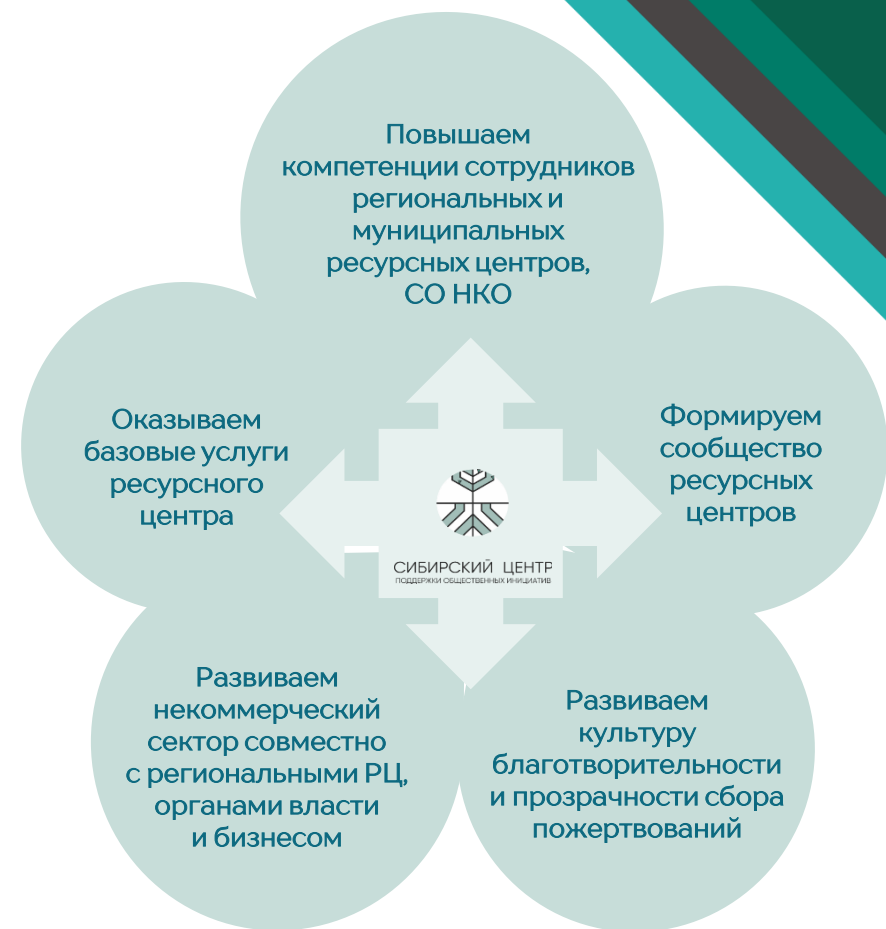 Повышаем
компетенции сотрудников
региональных и
муниципальных
ресурсных центров,
СО НКО
Оказываем
базовые услуги
ресурсного
центра
Формируем
сообщество
ресурсных
центров
СИБИРСКИЙ ЦЕНТР
ПОДДЕРЖКИ ОБЩЕСТВЕННЫХ ИНИЦИАТИВ
Развиваем
некоммерческий
сектор совместно
с региональными РЦ,
органами власти
и бизнесом
Развиваем
культуру
благотворительности
и прозрачности сбора
пожертвований